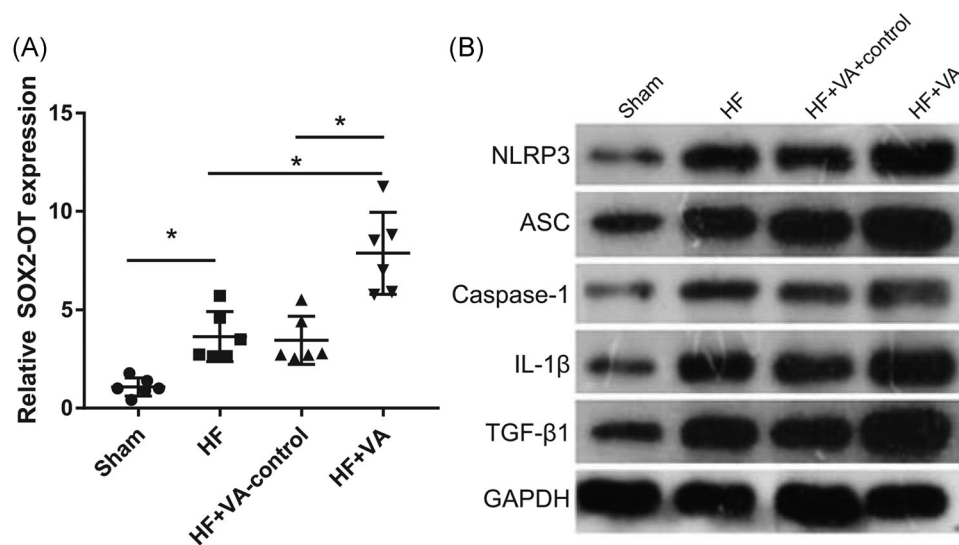 (A)
Relative SOX2-OT expression
15
10
5
0
*
*
*
Sham
HF
HF+VA-control
HF+VA
(B)
Sham
HF
HF+VA+control
HF+VA
NLRP3
ASC
Caspase-1
IL-1β
TGF-β1
GAPDH